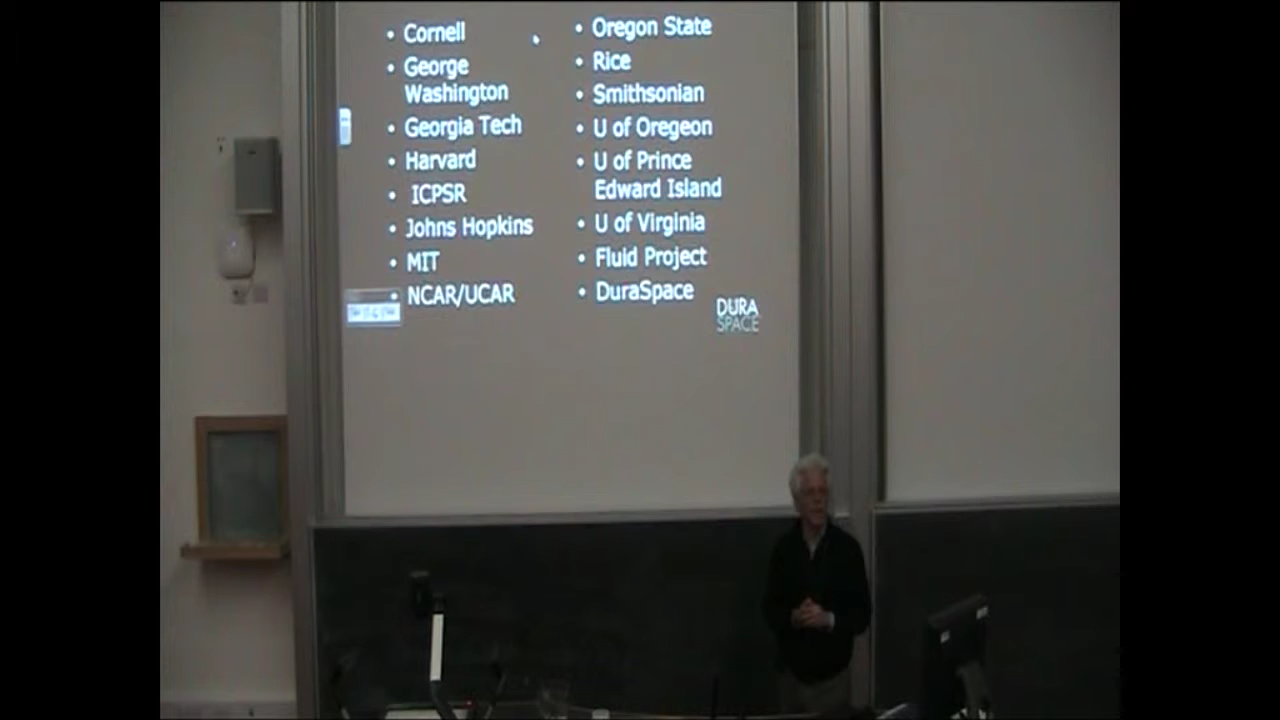 • Cornell
• George
Washington
• Georgia Tech
• Harvard
• ICPSR
• Johns Hopkins
• MIT
• NCAR/UCAR
• Oregon State
• Rice
• Smithsonian
• U of Oregeon
• U of Prince
Edward Island
• U of Virginia
• Fluid Project
• DuraSpace
DURA
SPACE